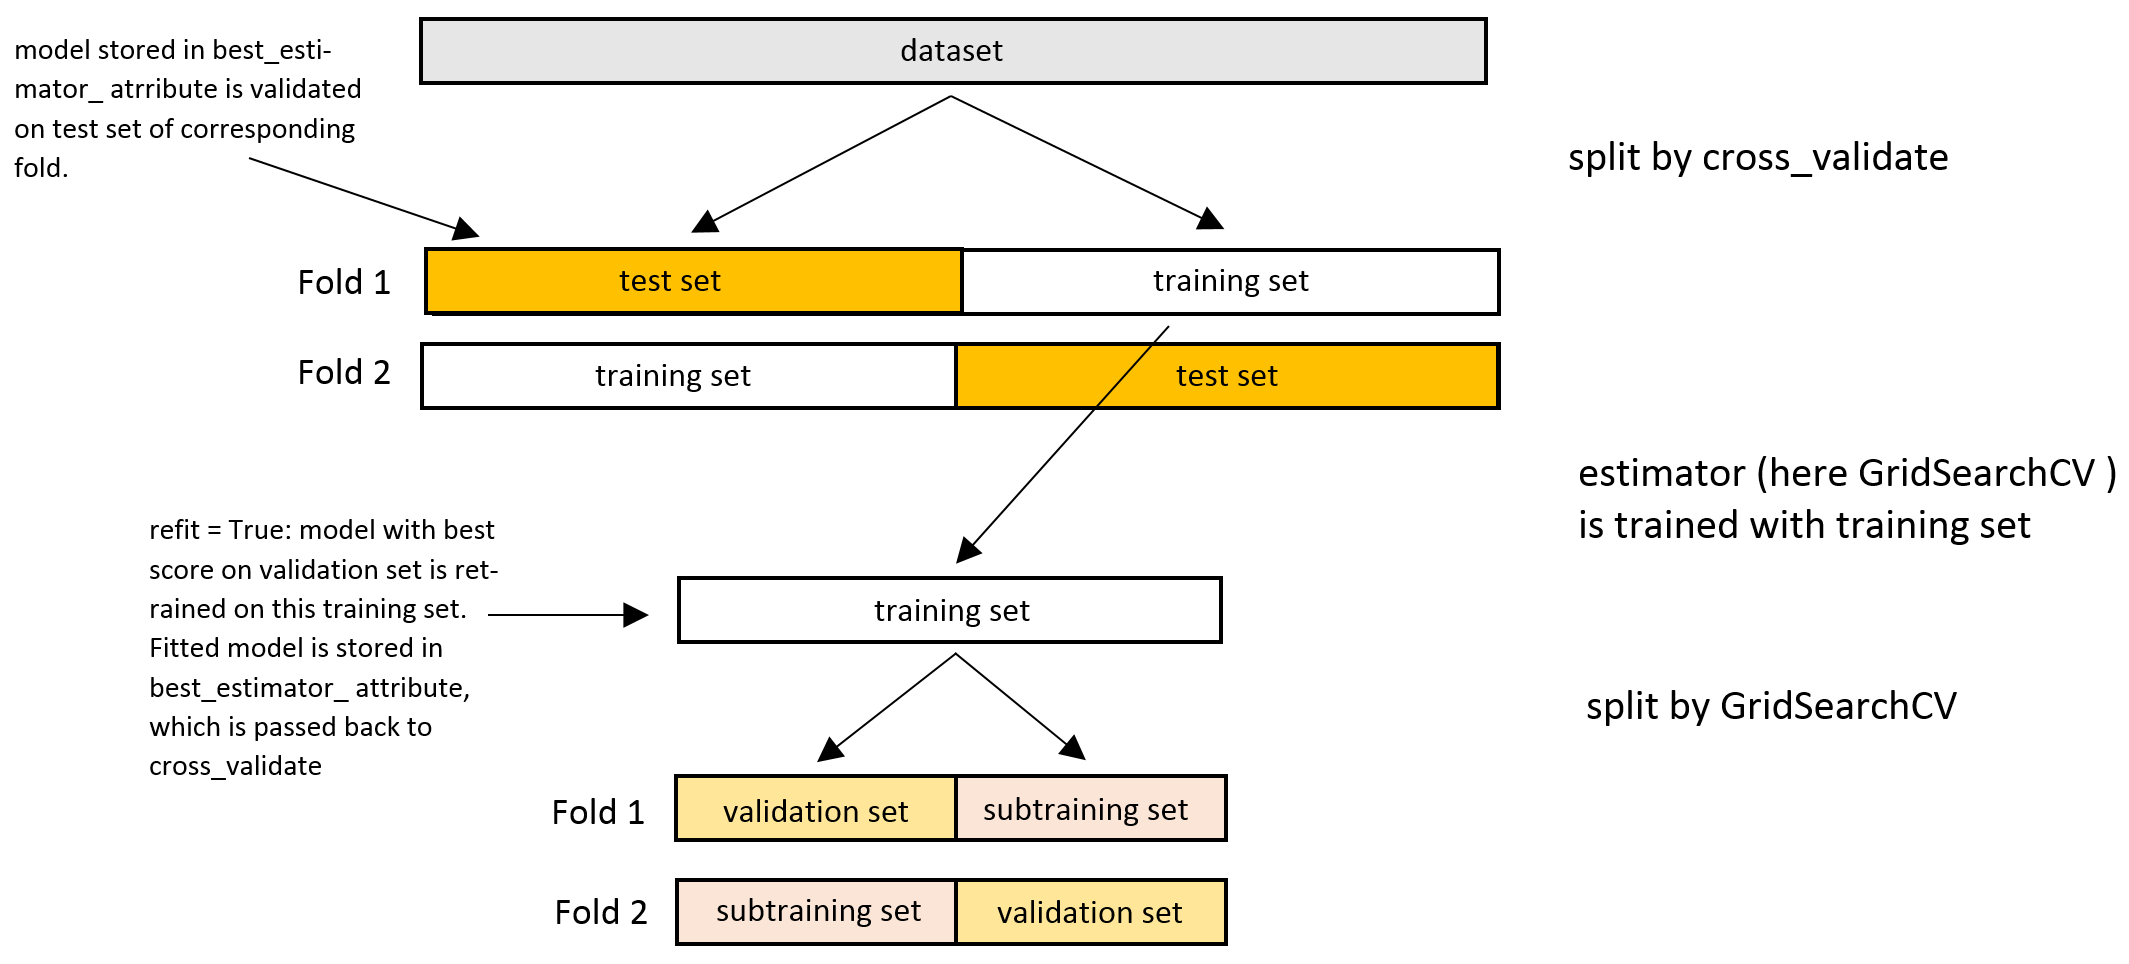 dataset
model stored in best_esti-
mator_ atrribute is validated
on test set of corresponding
fold.
split by cross_validate
Fold 1
test set
training set
Fold 2
training set
test set
estimator (here GridSearchCV )
is trained with training set
refit = True: model with best
score on validation set is ret-
rained on this training set.
Fitted model is stored in
best_estimator_ attribute,
which is passed back to
cross_validate
training set
split by GridSearchCV
Fold 1
validation set
subtraining set
Fold 2
subtraining set
validation set